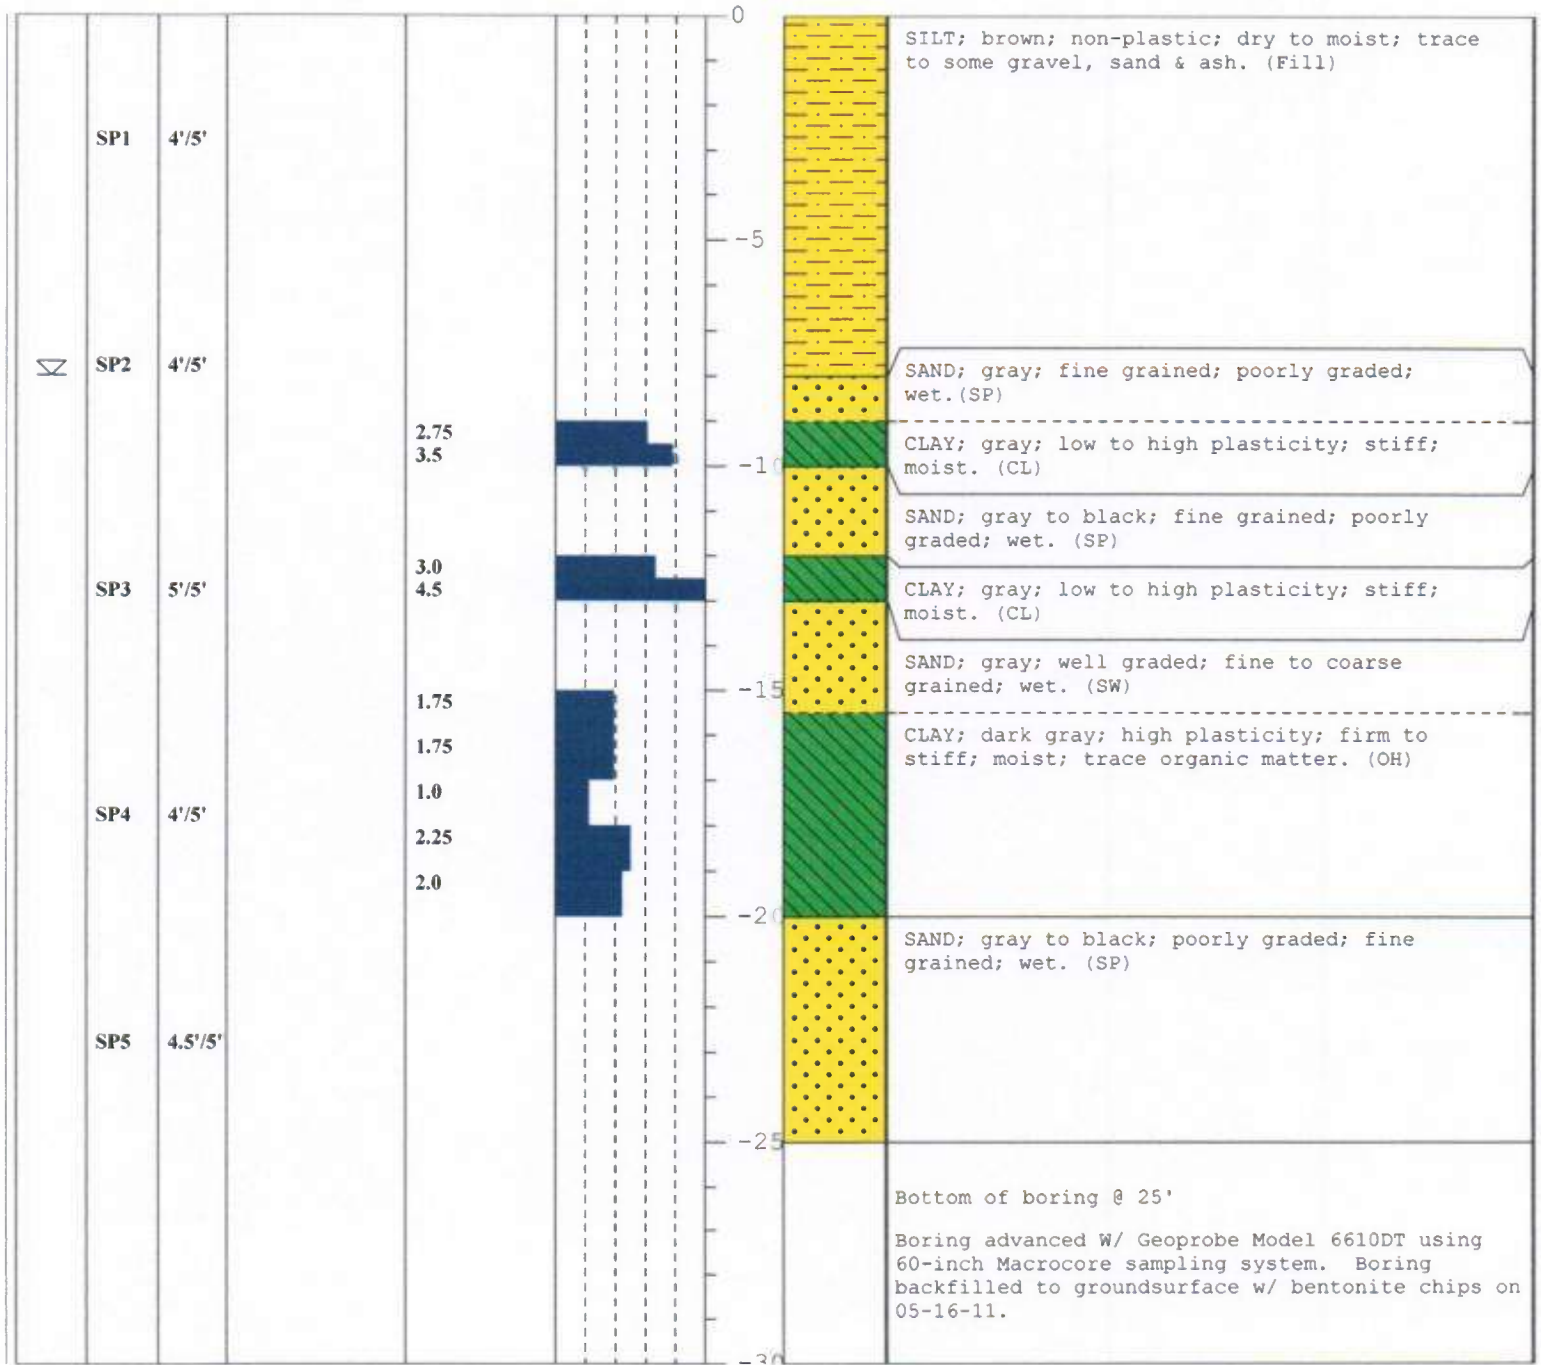 0
SILT; brown; non-plastic; dry to moist; trace
to some gravel, sand & ash. (Fill)
SP1 4'/5'
-5
SP2 4'/5'
SAND; gray; fine grained; poorly graded;
wet.(SP)
2.75
3.5
-10
CLAY; gray; low to high plasticity; stiff;
moist. (CL)
SAND; gray to black; fine grained; poorly
graded; wet. (SP)
3.0
SP3 5'/5' 4.5
CLAY; gray; low to high plasticity; stiff;
moist. (CL)
SAND; gray; well graded; fine to coarse
grained; wet. (SW)
-15
1.75
1.75
CLAY; dark gray; high plasticity; firm to
stiff; moist; trace organic matter. (OH)
1.0
SP4 4'/5'
2.25
2.0
-20
SAND; gray to black; poorly graded; fine
grained; wet. (SP)
SP5 4.5'/5'
-25
Bottom of boring @ 25'
Boring advanced W/ Geoprobe Model 6610DT using
60-inch Macrocore sampling system. Boring
backfilled to groundsurface w/ bentonite chips on
05-16-11.
-30